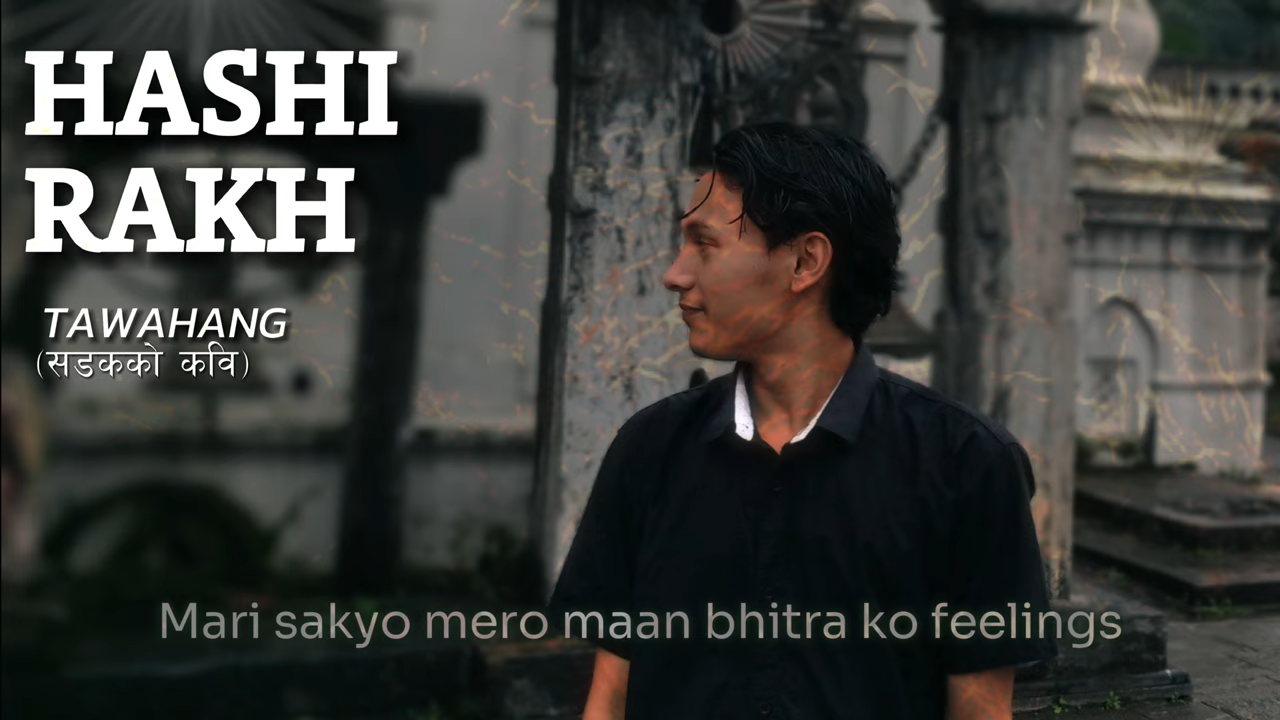 HASHI
RAKH
TAWAHANG
(सडकको कवि)
Mari sakyo mero maan bhitra ko feelings